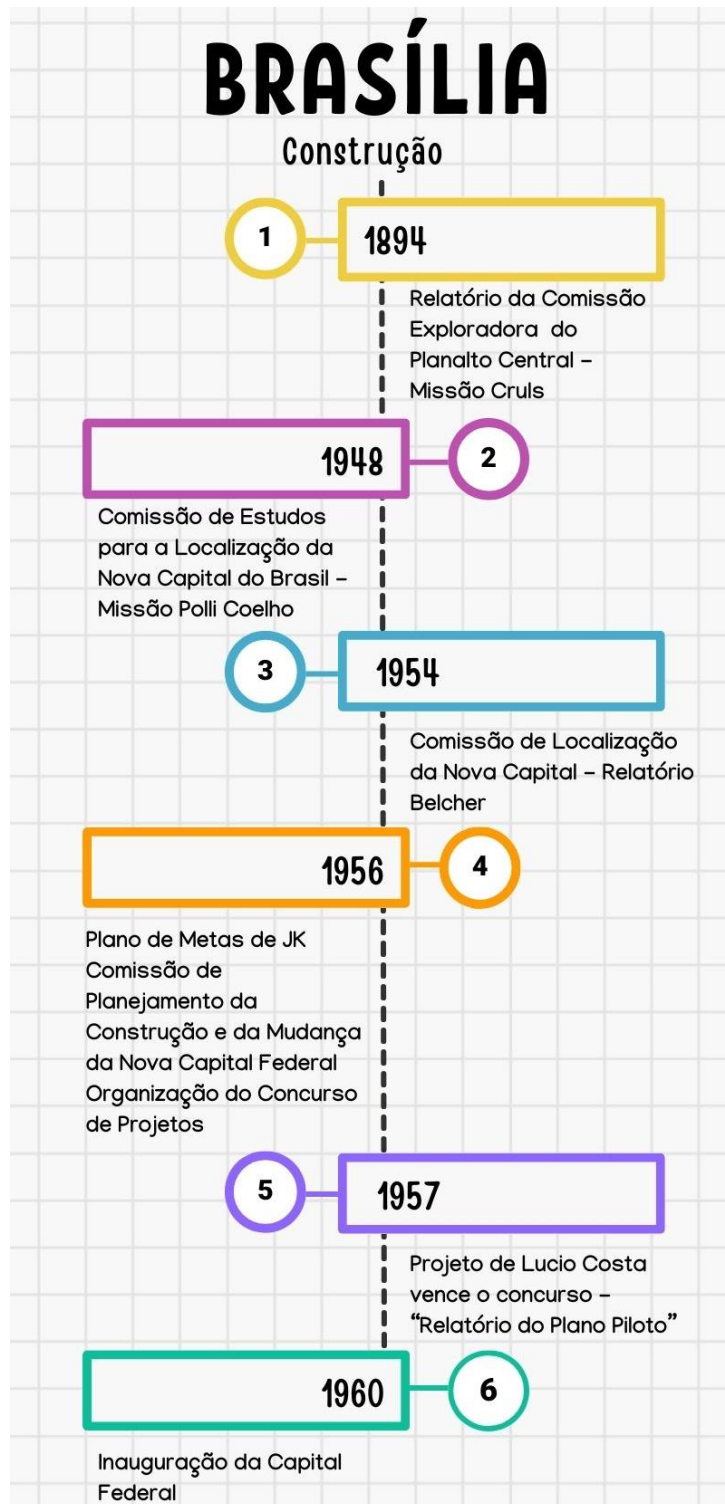 BRASÍLIA
Construção
1
1894
Relatório da Comissão
Exploradora do
Planalto Central –
Missão Cruls
1948
2
Comissão de Estudos
para a Localização da
Nova Capital do Brasil –
Missão Polli Coelho
3
1954
Comissão de Localização
da Nova Capital – Relatório
Belcher
1956
4
Plano de Metas de JK
Comissão de
Planejamento da
Construção e da Mudança
da Nova Capital Federal
Organização do Concurso
de Projetos
5
1957
Projeto de Lucio Costa
vence o concurso –
“Relatório do Plano Piloto”
1960
6
Inauguração da Capital
Federal